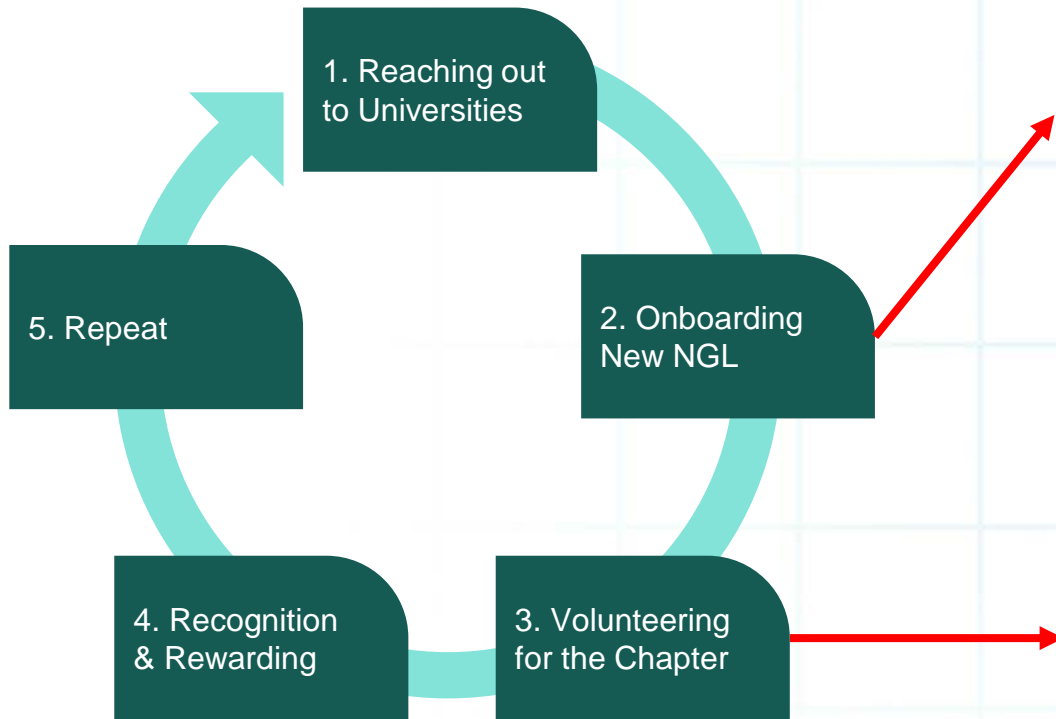 1. Reaching out
to Universities
2. Onboarding
New NGL
3. Volunteering
for the Chapter
4. Recognition
& Rewarding
5. Repeat